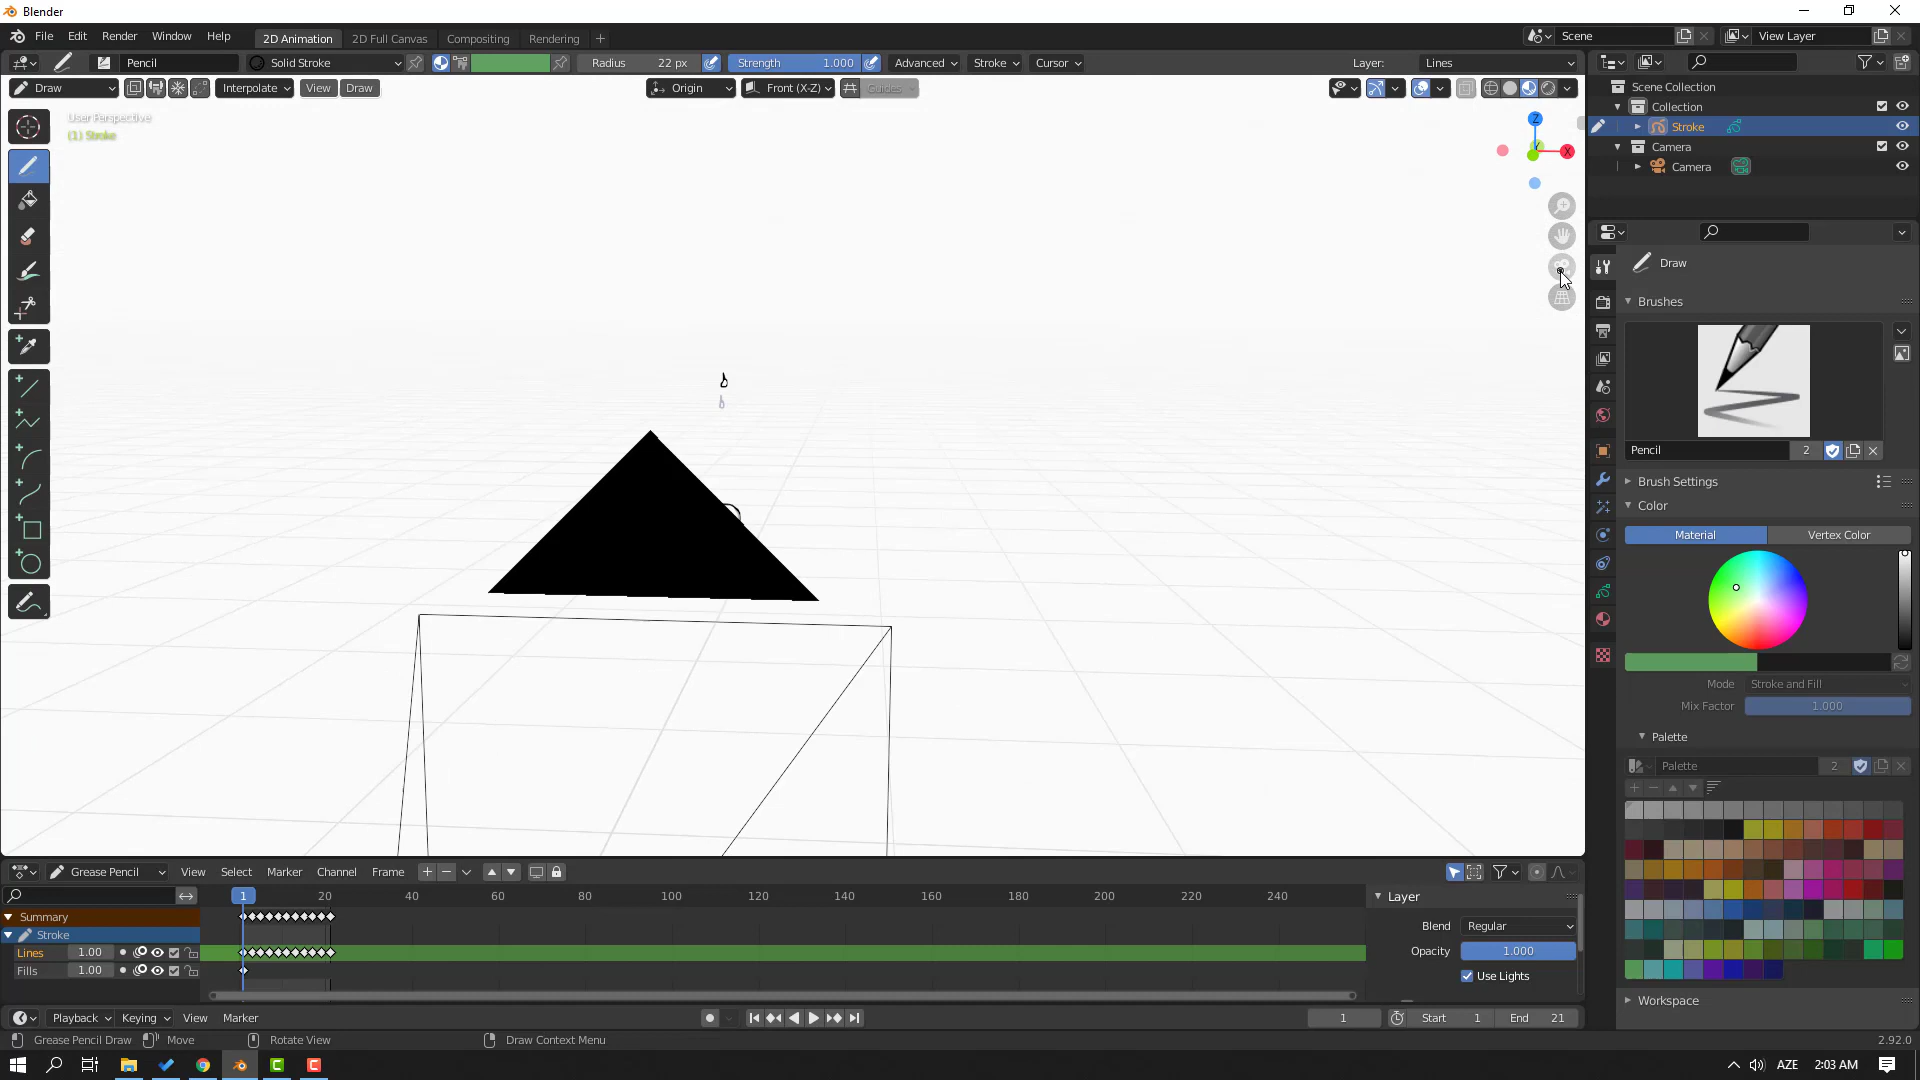 Blender
File Edit Render Window Help 2D Animation 2D Full Canvas Compositing Rendering + Scene View Layer
Pencil Solid Stroke Radius 22 px Strength 1.000 Advanced Stroke Cursor Layer: Lines
Draw Interpolate View Draw Origin Front (X-Z) Guides
User Perspective
(1) Stroke
Z
X
Y
Scene Collection
Collection
Stroke
Camera
Camera
Draw
Brushes
Pencil 2
Brush Settings
Color
Material Vertex Color
Mode Stroke and Fill
Mix Factor 1.000
Palette
Palette 2
Workspace
Grease Pencil View Select Marker Channel Frame
1 20 40 60 80 100 120 140 160 180 200 220 240
Summary
Stroke
Lines 1.00
Fills 1.00
Layer
Blend Regular
Opacity 1.000
Use Lights
Playback Keying View Marker 1 Start 1 End 21
Grease Pencil Draw Move Rotate View Draw Context Menu 2.92.0
AZE 2:03 AM